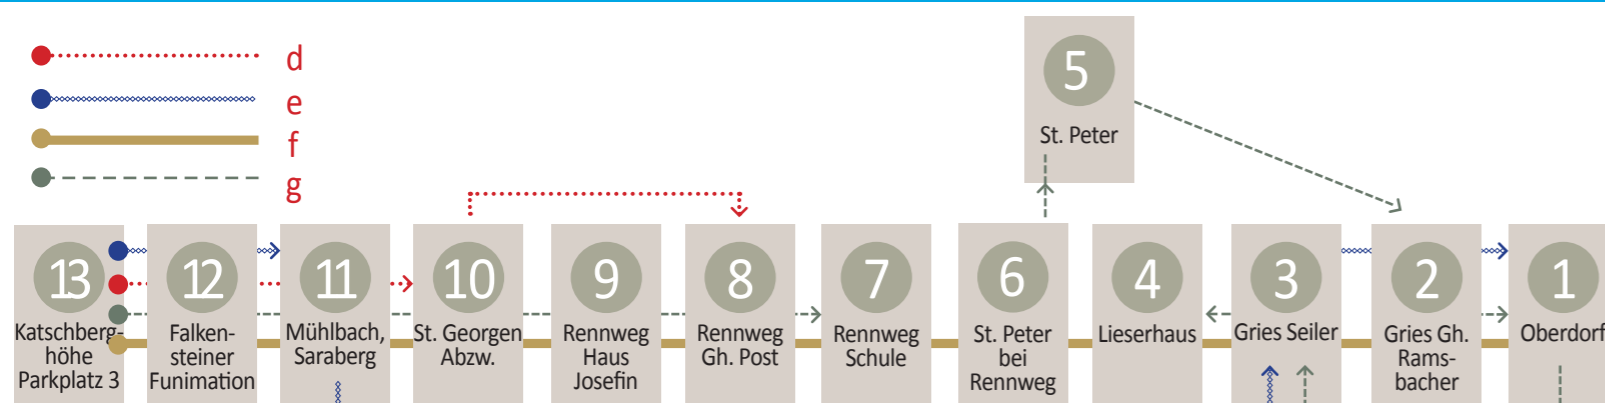 d
e
f
g
5
St. Peter
13
Katschberg-
höhe
Parkplatz 3
12
Falken-
steiner
Funimation
11
Mühlbach,
Saraberg
10
St. Georgen
Abzw.
9
Rennweg
Haus
Josefin
8
Rennweg
Gh. Post
7
Rennweg
Schule
6
St. Peter
bei
Rennweg
4
Lieserhaus
3
Gries Seiler
2
Gries Gh.
Rams-
bacher
1
Oberdorf